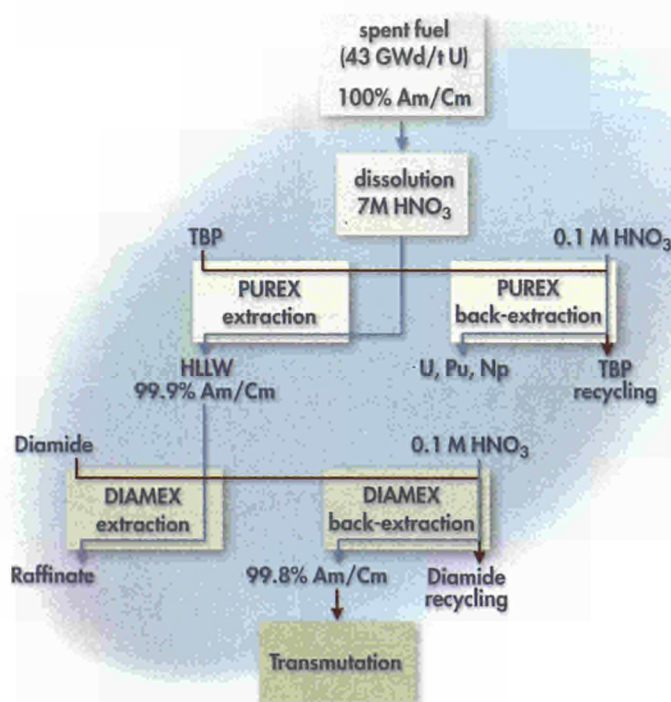 spent fuel
(43 GWd/t U)
100% Am/Cm
dissolution
7M HNO₃
TBP
0.1 M HNO₃
PUREX
extraction
PUREX
back-extraction
HLLW
99.9% Am/Cm
U, Pu, Np
TBP
recycling
Diamide
0.1 M HNO₃
DIAMEX
extraction
DIAMEX
back-extraction
Raffinate
99.8% Am/Cm
Diamide
recycling
Transmutation